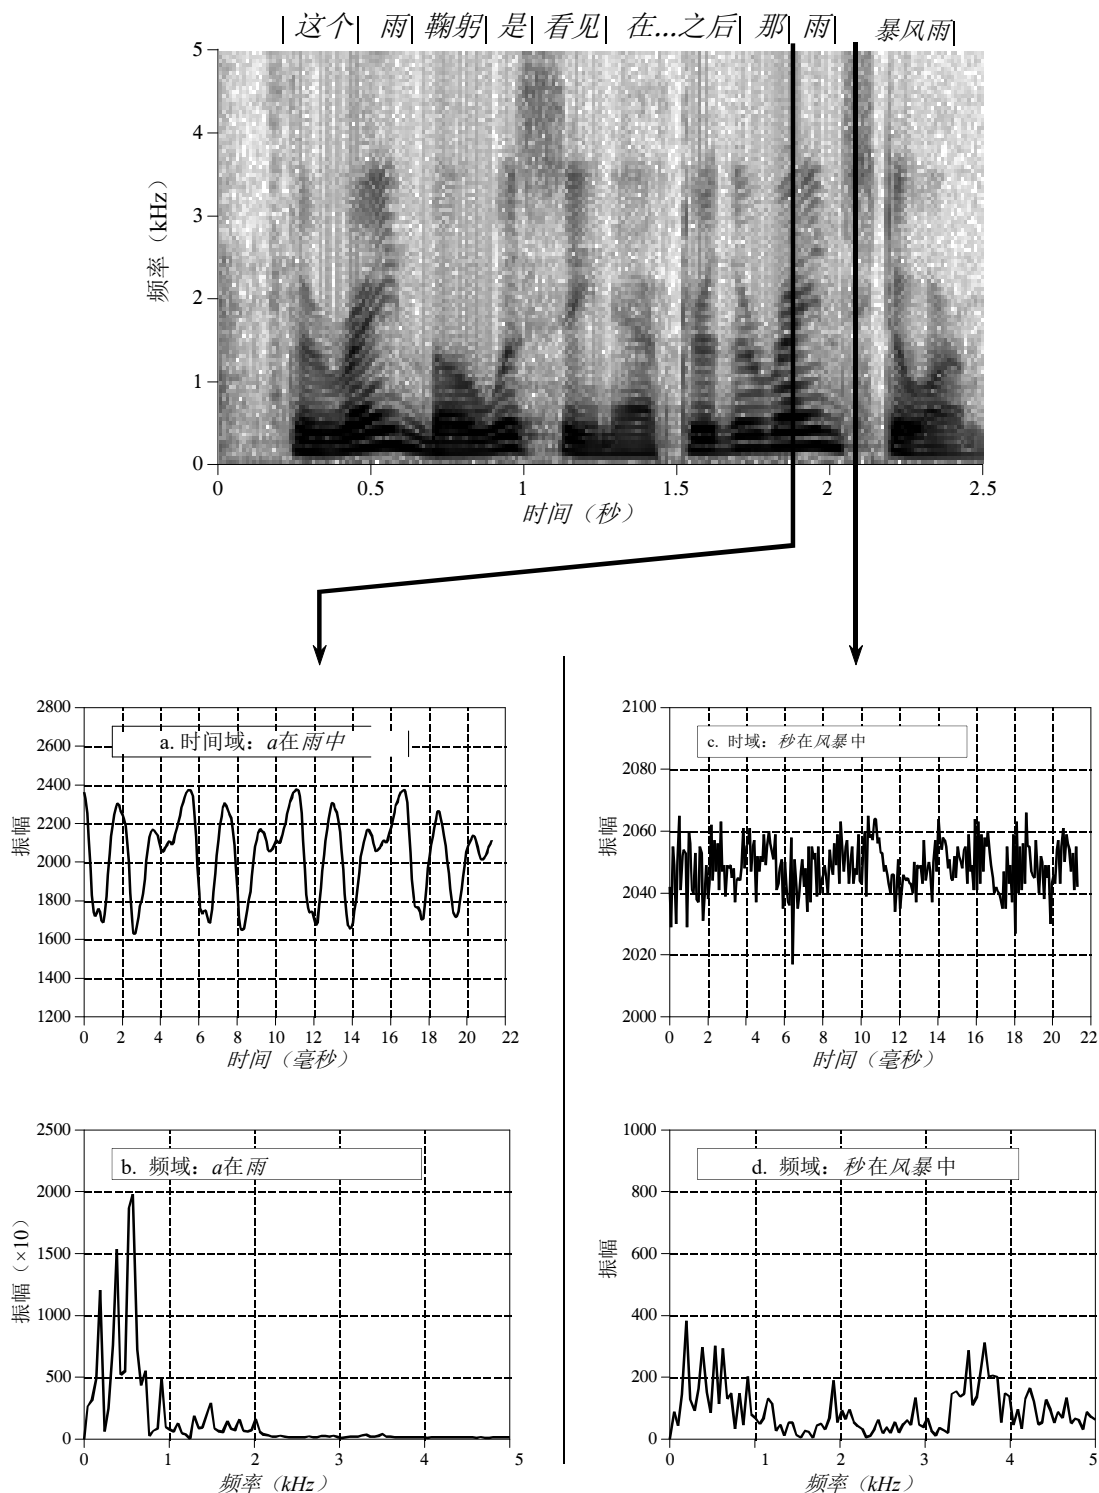 这个 雨 鞠躬 是 看见 在...之后 那 雨 暴风雨
5
4
3
2
1
0
频率（kHz）
0 0.5 1 1.5 2 2.5
时间（秒）
2800
2600
2400
2200
2000
1800
1600
1400
1200
振幅
a. 时间域：a在雨中
0 2 4 6 8 10 12 14 16 18 20 22
时间（毫秒）
2100
2080
2060
2040
2020
2000
振幅
c. 时域：秒在风暴中
0 2 4 6 8 10 12 14 16 18 20 22
时间（毫秒）
2500
2000
1500
1000
500
0
振幅（×10）
b. 频域：a在雨
0 1 2 3 4 5
频率（kHz）
1000
800
600
400
200
0
振幅
d. 频域：秒在风暴中
0 1 2 3 4 5
频率（kHz）